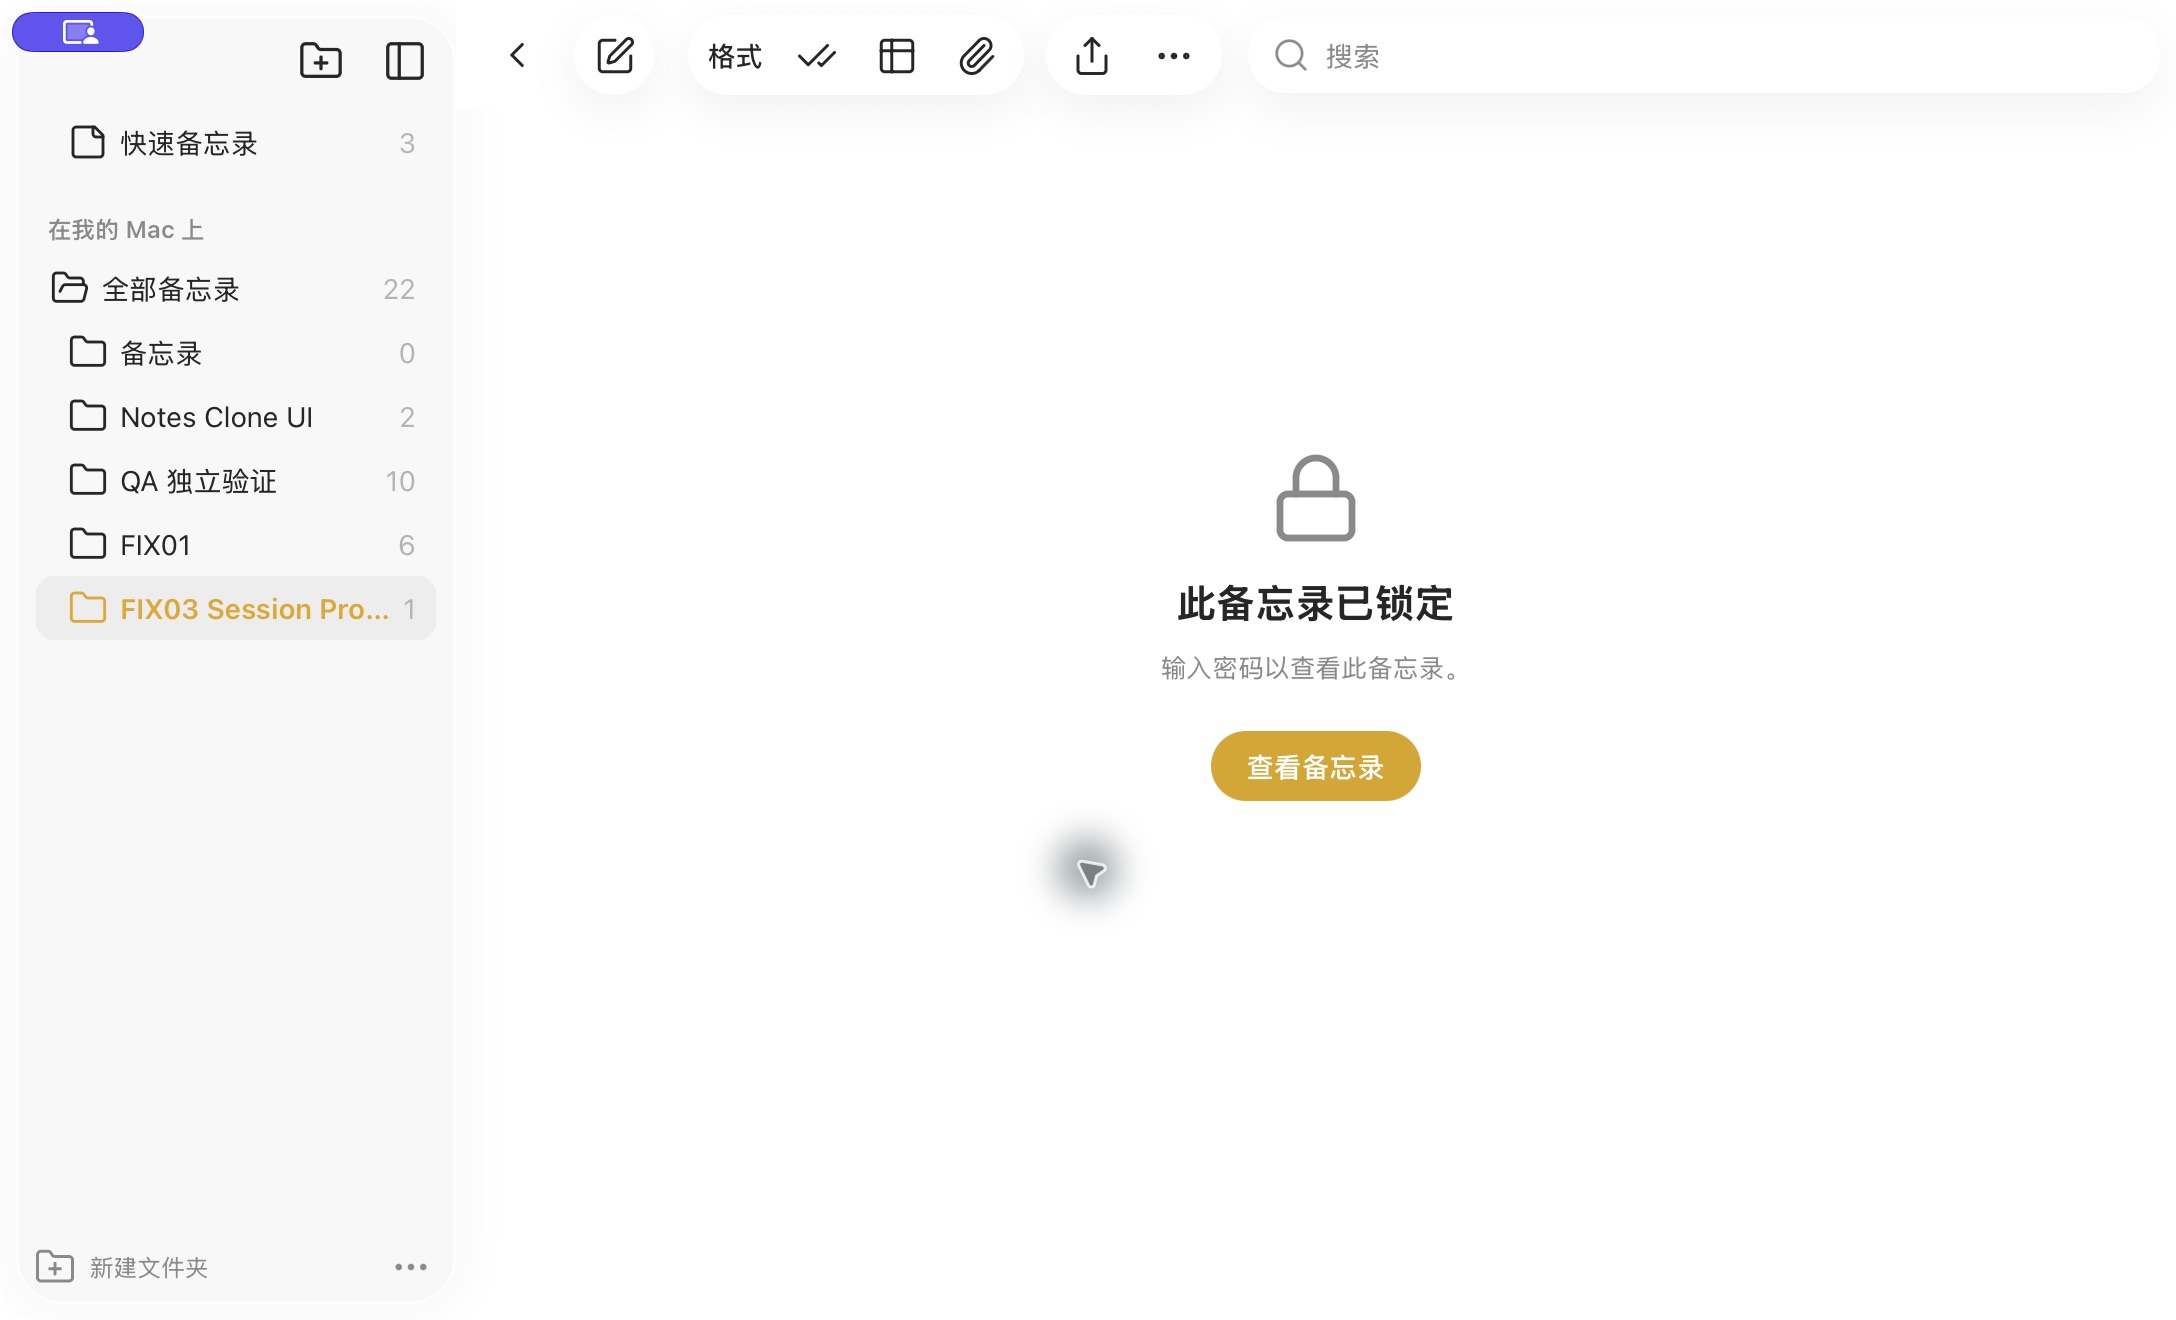 快速备忘录 3
在我的 Mac 上
全部备忘录 22
备忘录 0
Notes Clone UI 2
QA 独立验证 10
FIX01 6
FIX03 Session Pro... 1
新建文件夹
格式
搜索
此备忘录已锁定
输入密码以查看此备忘录。
查看备忘录